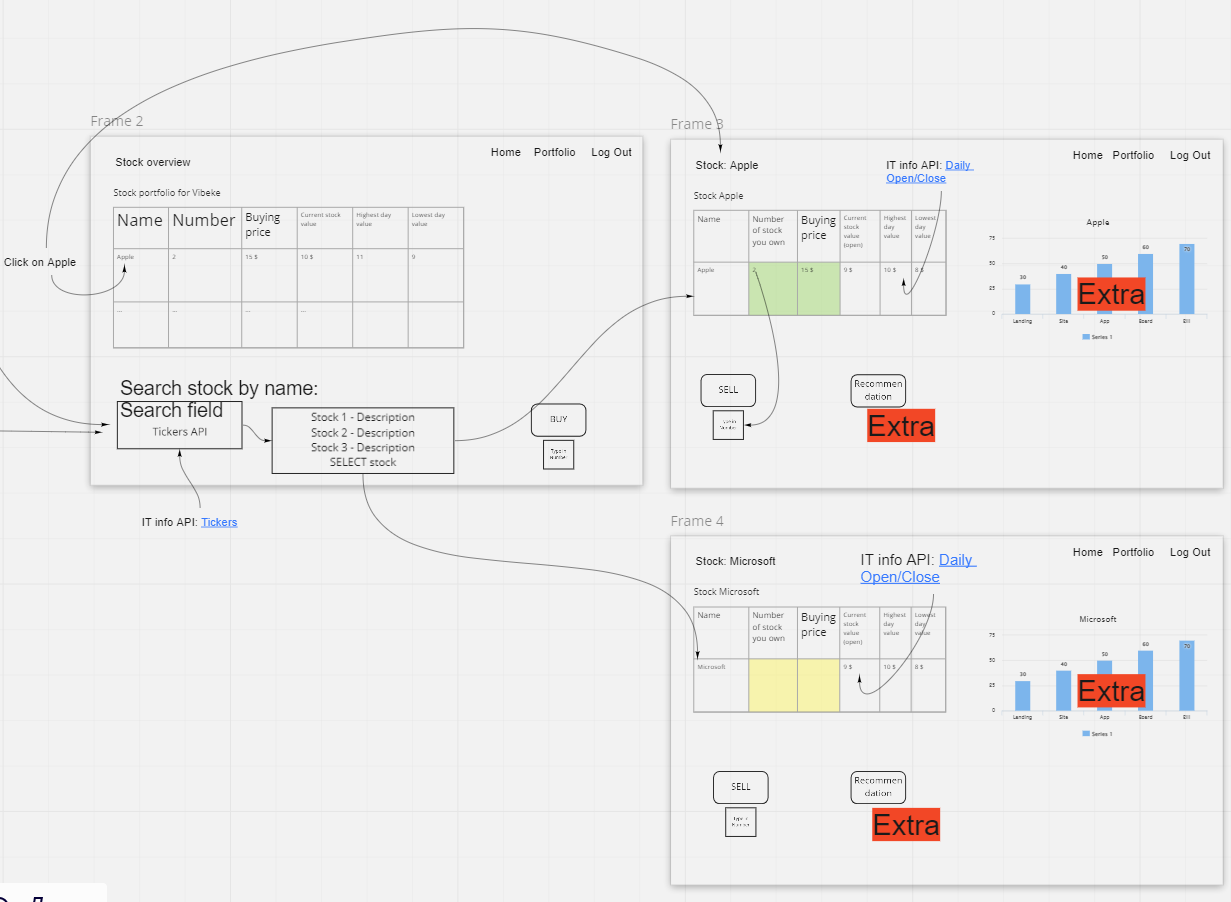 Frame 2
Stock overview
Home Portfolio Log Out
Stock portfolio for Vibeke
Name Number Buying price Current stock value Highest day value Lowest day value
Apple 2 15 $ 10 $ 11 9
... ... ... ...
Click on Apple
Search stock by name:
Search field
Tickers API
Stock 1 - Description
Stock 2 - Description
Stock 3 - Description
SELECT stock
BUY
Type in
Number
IT info API: Tickers
Frame 3
Stock: Apple
IT info API: Daily
Open/Close
Home Portfolio Log Out
Stock Apple
Name Number of stock you own Buying price Current stock value (open) Highest day value Lowest day value
Apple 2 15 $ 9 $ 10 $ 8 $
Apple
75
50
25
0
30 40 50 60 70
Landing Site App Board Bill
Series 1
Extra
SELL
Type in
Number
Recommen
dation
Extra
Frame 4
Stock: Microsoft
IT info API: Daily
Open/Close
Home Portfolio Log Out
Stock Microsoft
Name Number of stock you own Buying price Current stock value (open) Highest day value Lowest day value
Microsoft 9 $ 10 $ 8 $
Microsoft
75
50
25
0
30 40 50 60 70
Landing Site App Board Bill
Series 1
Extra
SELL
Type in
Number
Recommen
dation
Extra